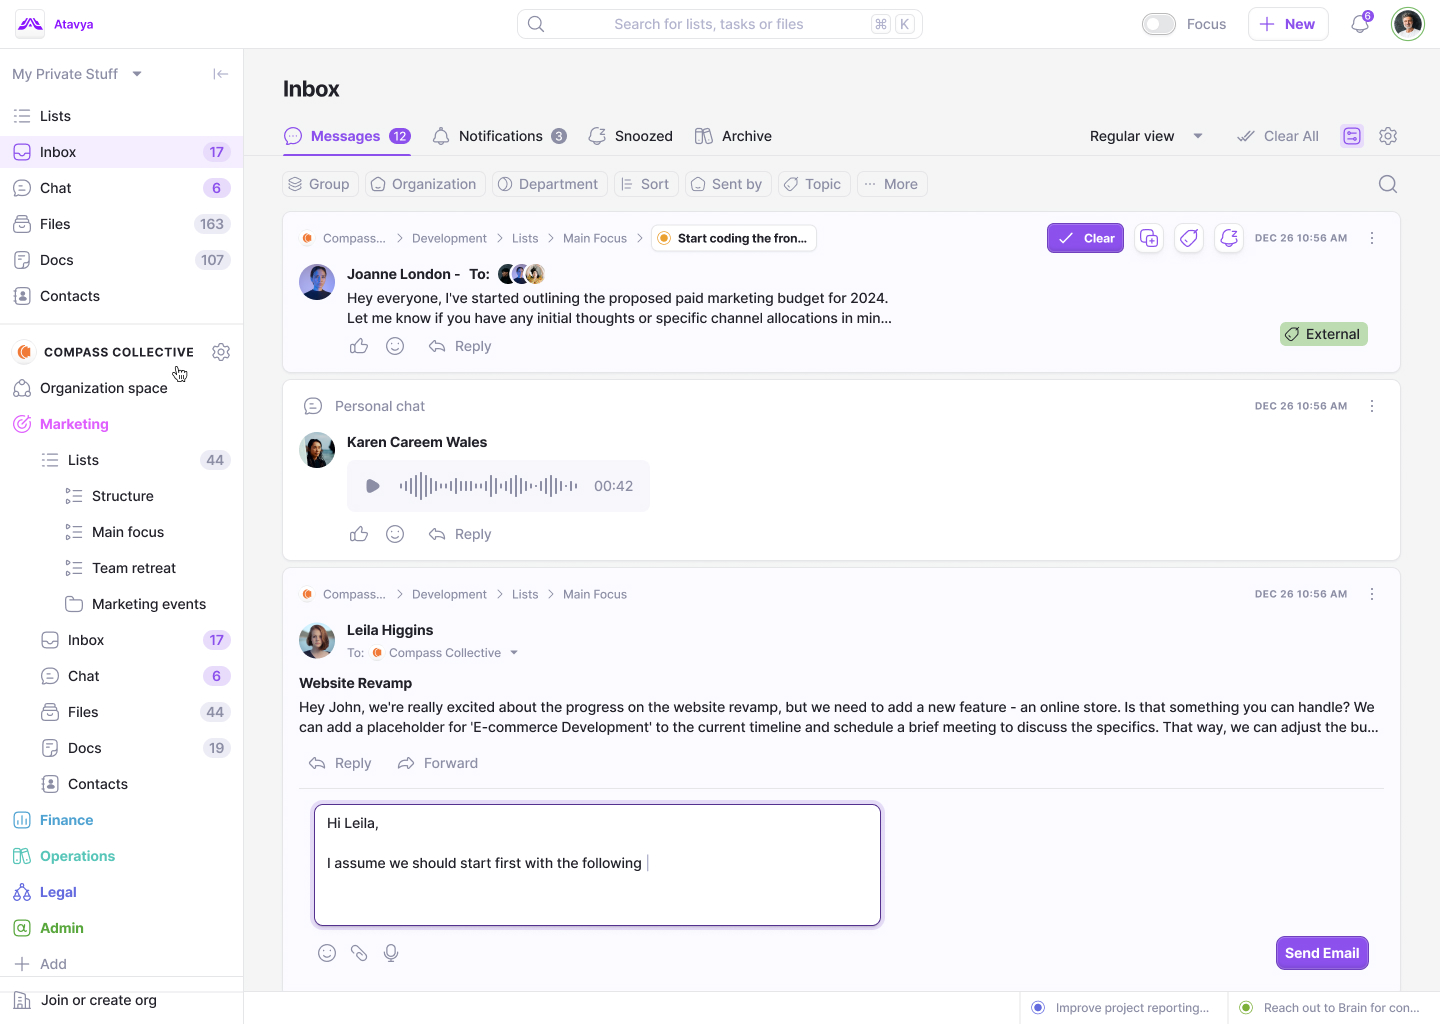 Atavya
Search for lists, tasks or files
⌘ K
Focus
New
6
My Private Stuff
Lists
Inbox 17
Chat 6
Files 163
Docs 107
Contacts
COMPASS COLLECTIVE
Organization space
Marketing
Lists 44
Structure
Main focus
Team retreat
Marketing events
Inbox 17
Chat 6
Files 44
Docs 19
Contacts
Finance
Operations
Legal
Admin
Add
Join or create org
Inbox
Messages 12
Notifications 3
Snoozed
Archive
Regular view
Clear All
Group
Organization
Department
Sort
Sent by
Topic
More
Compass... > Development > Lists > Main Focus > Start coding the fron...
Clear
DEC 26 10:56 AM
Joanne London - To:
Hey everyone, I've started outlining the proposed paid marketing budget for 2024.
Let me know if you have any initial thoughts or specific channel allocations in min...
External
Reply
Personal chat
DEC 26 10:56 AM
Karen Careem Wales
00:42
Reply
Compass... > Development > Lists > Main Focus
DEC 26 10:56 AM
Leila Higgins
To: Compass Collective
Website Revamp
Hey John, we're really excited about the progress on the website revamp, but we need to add a new feature - an online store. Is that something you can handle? We
can add a placeholder for 'E-commerce Development' to the current timeline and schedule a brief meeting to discuss the specifics. That way, we can adjust the bu...
Reply
Forward
Hi Leila,
I assume we should start first with the following
Send Email
Improve project reporting...
Reach out to Brain for con...